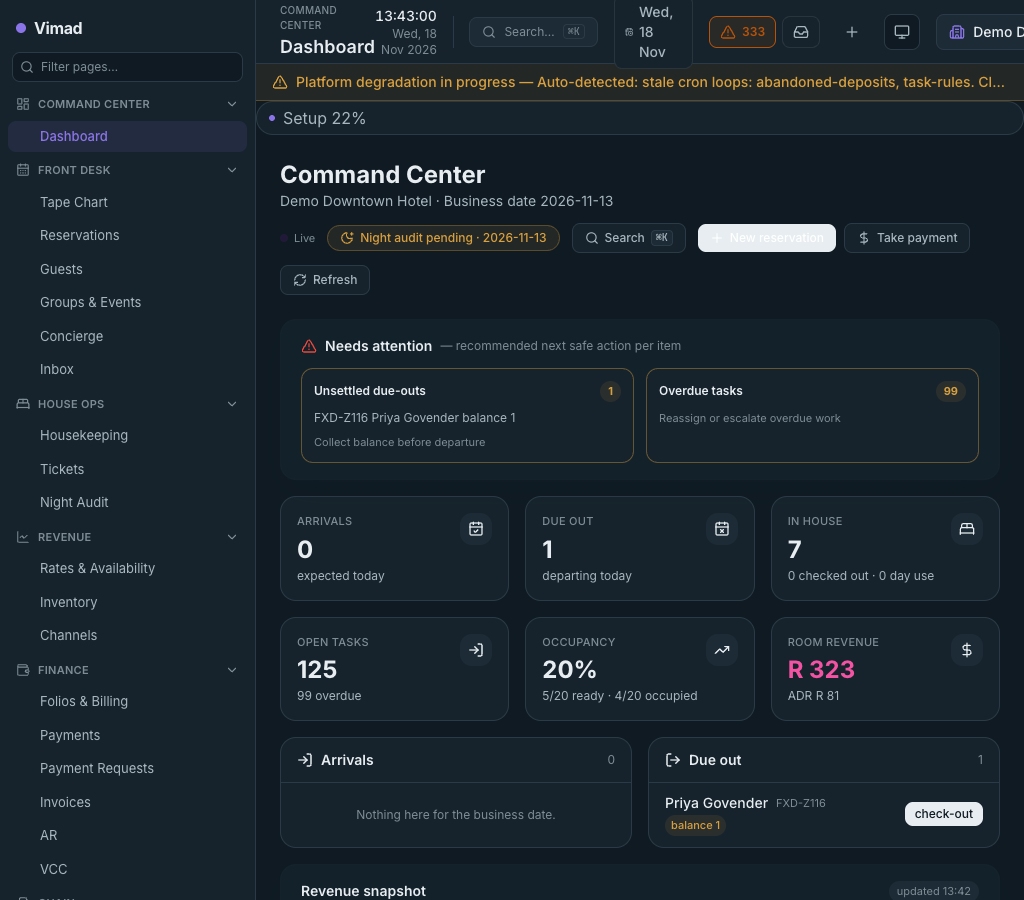 Vimad
Filter pages...
COMMAND CENTER
Dashboard
FRONT DESK
Tape Chart
Reservations
Guests
Groups & Events
Concierge
Inbox
HOUSE OPS
Housekeeping
Tickets
Night Audit
REVENUE
Rates & Availability
Inventory
Channels
FINANCE
Folios & Billing
Payments
Payment Requests
Invoices
AR
VCC
COMMAND
CENTER
Dashboard
13:43:00
Wed, 18
Nov 2026
Search... ⌘K
Wed,
18
Nov
333
Demo D
Platform degradation in progress — Auto-detected: stale cron loops: abandoned-deposits, task-rules. Cl...
Setup 22%
Command Center
Demo Downtown Hotel · Business date 2026-11-13
Live
Night audit pending · 2026-11-13
Search ⌘K
New reservation
Take payment
Refresh
Needs attention — recommended next safe action per item
Unsettled due-outs 1
FXD-Z116 Priya Govender balance 1
Collect balance before departure
Overdue tasks 99
Reassign or escalate overdue work
ARRIVALS
0
expected today
DUE OUT
1
departing today
IN HOUSE
7
0 checked out · 0 day use
OPEN TASKS
125
99 overdue
OCCUPANCY
20%
5/20 ready · 4/20 occupied
ROOM REVENUE
R 323
ADR R 81
Arrivals 0
Nothing here for the business date.
Due out 1
Priya Govender FXD-Z116
balance 1
check-out
Revenue snapshot
updated 13:42